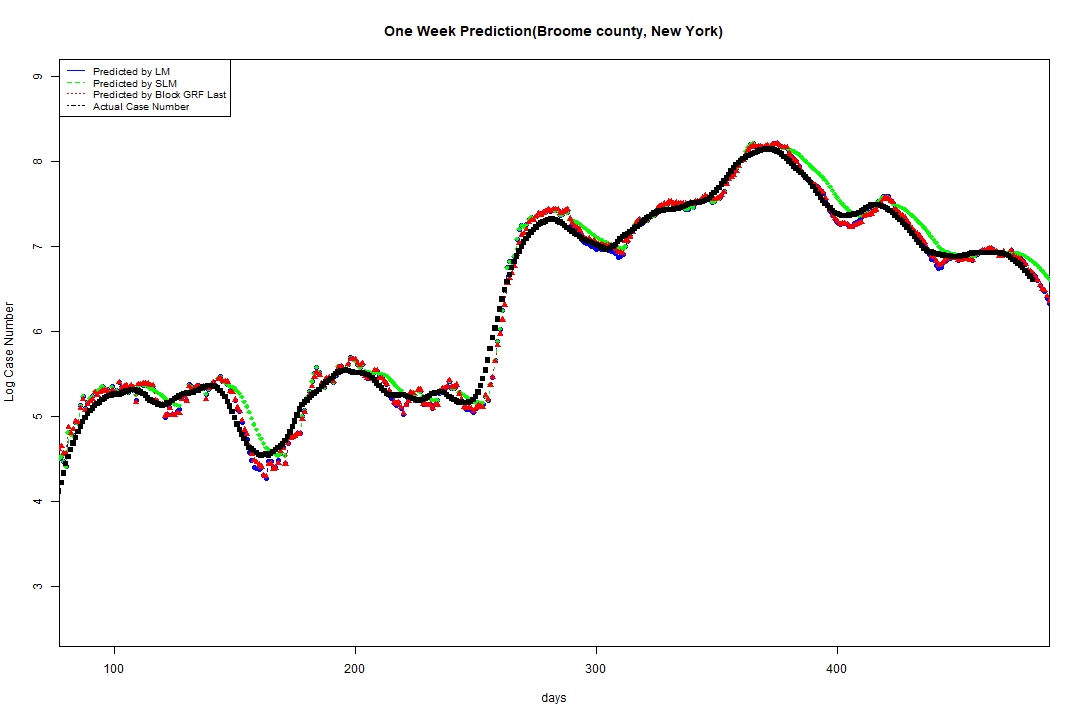 One Week Prediction(Broome county, New York)
Predicted by LM
Predicted by SLM
Predicted by Block GRF Last
Actual Case Number
9
8
7
6
5
4
3
Log Case Number
100 200 300 400
days